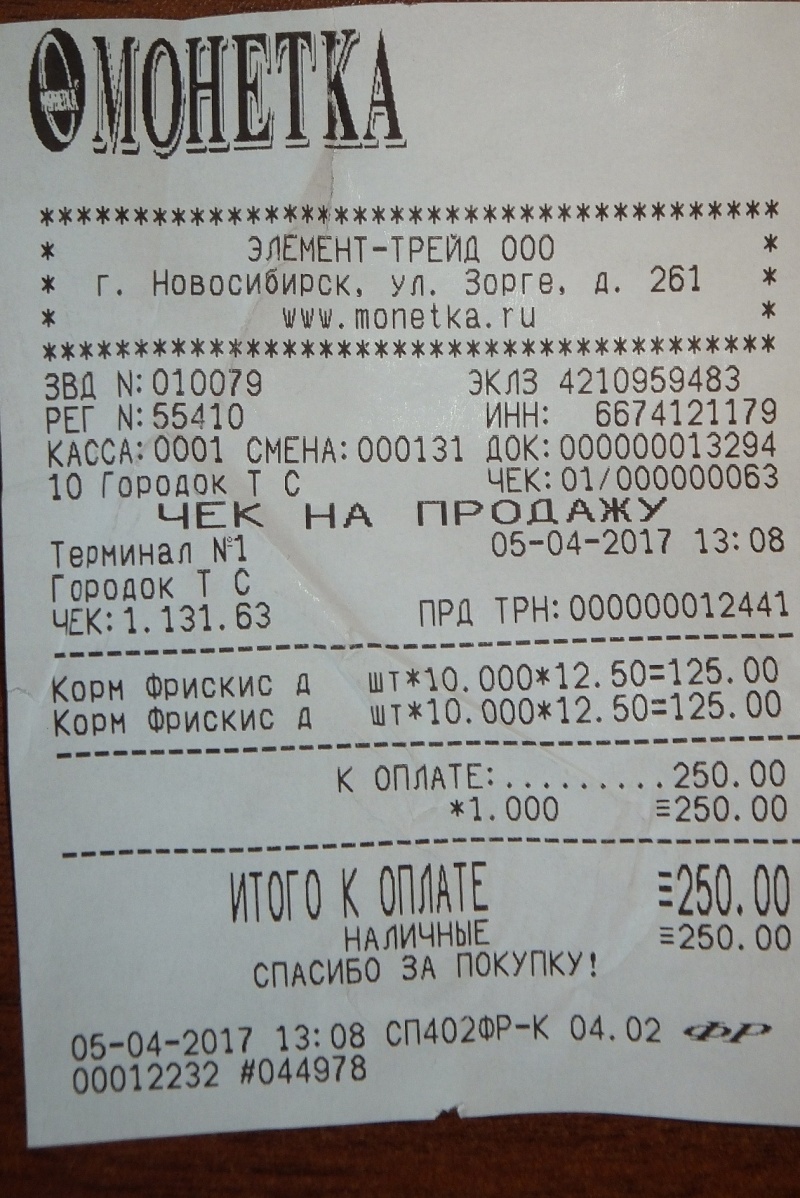 МОНЕТКА
****************************************
* ЭЛЕМЕНТ-ТРЕЙД ООО *
* г. Новосибирск, ул. Зорге, д. 261 *
* www.monetka.ru *
****************************************
ЗВД N:010079 ЭКЛЗ 4210959483
РЕГ N:55410 ИНН: 6674121179
КАССА:0001 СМЕНА:000131 ДОК:000000013294
10 Городок Т С ЧЕК:01/000000063
ЧЕК НА ПРОДАЖУ
Терминал №1 05-04-2017 13:08
Городок Т С
ЧЕК:1.131.63 ПРД ТРН:000000012441
Корм Фрискис д шт*10.000*12.50=125.00
Корм Фрискис д шт*10.000*12.50=125.00
К ОПЛАТЕ:.........250.00
*1.000 ≡250.00
ИТОГО К ОПЛАТЕ ≡250.00
НАЛИЧНЫЕ ≡250.00
СПАСИБО ЗА ПОКУПКУ!
05-04-2017 13:08 СП402ФР-К 04.02 ФР
00012232 #044978